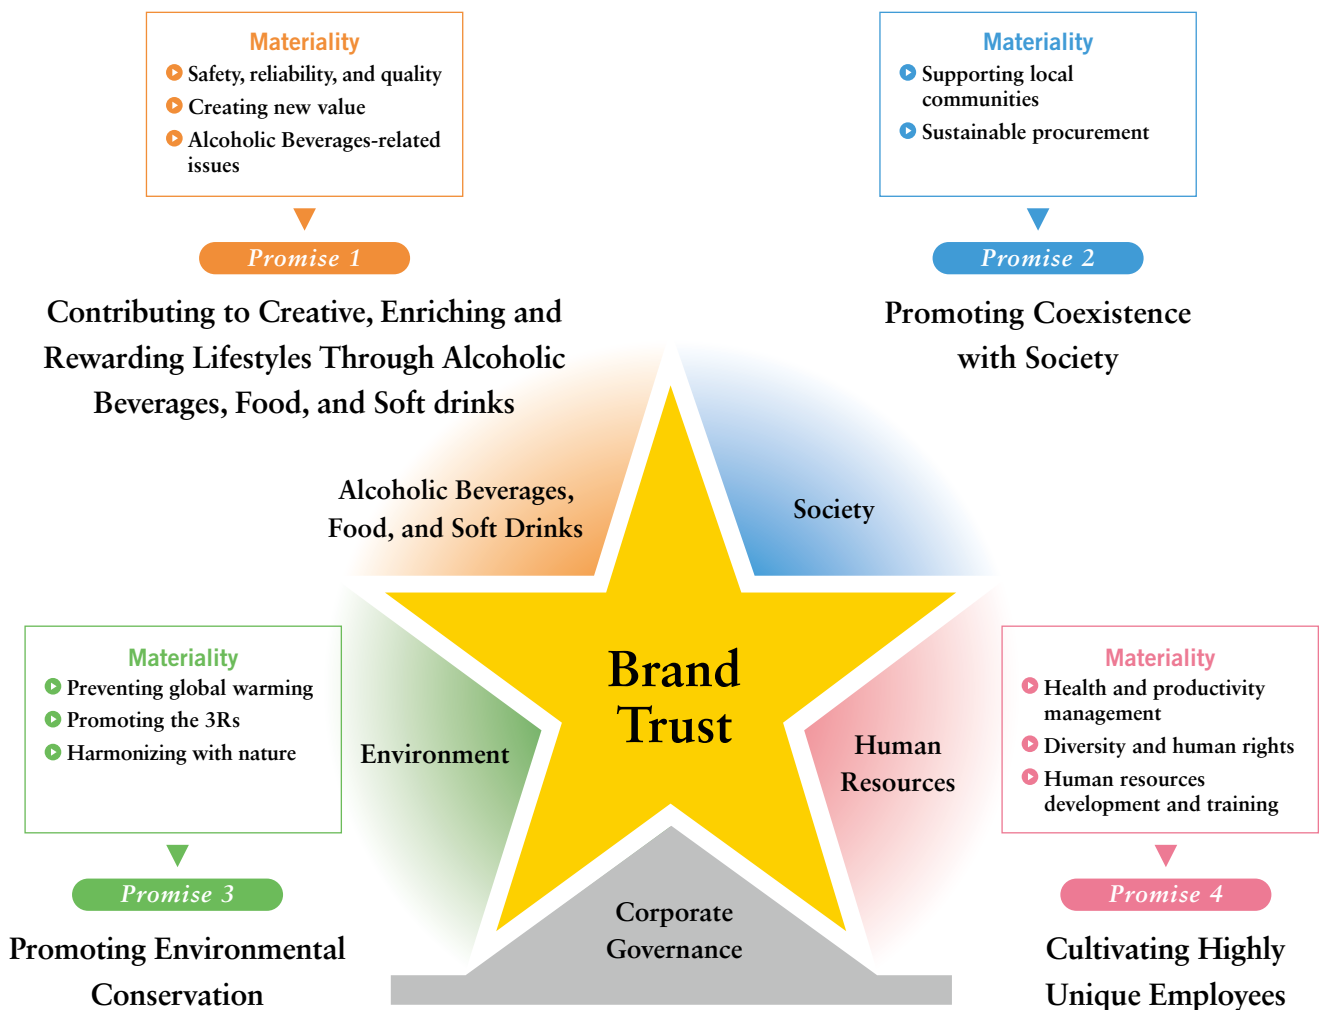 Materiality
Safety, reliability, and quality
Creating new value
Alcoholic Beverages-related
issues
Promise 1
Contributing to Creative, Enriching and
Rewarding Lifestyles Through Alcoholic
Beverages, Food, and Soft drinks
Materiality
Supporting local
communities
Sustainable procurement
Promise 2
Promoting Coexistence
with Society
Alcoholic Beverages,
Food, and Soft Drinks
Society
Brand
Trust
Environment
Human
Resources
Corporate
Governance
Materiality
Preventing global warming
Promoting the 3Rs
Harmonizing with nature
Promise 3
Promoting Environmental
Conservation
Materiality
Health and productivity
management
Diversity and human rights
Human resources
development and training
Promise 4
Cultivating Highly
Unique Employees